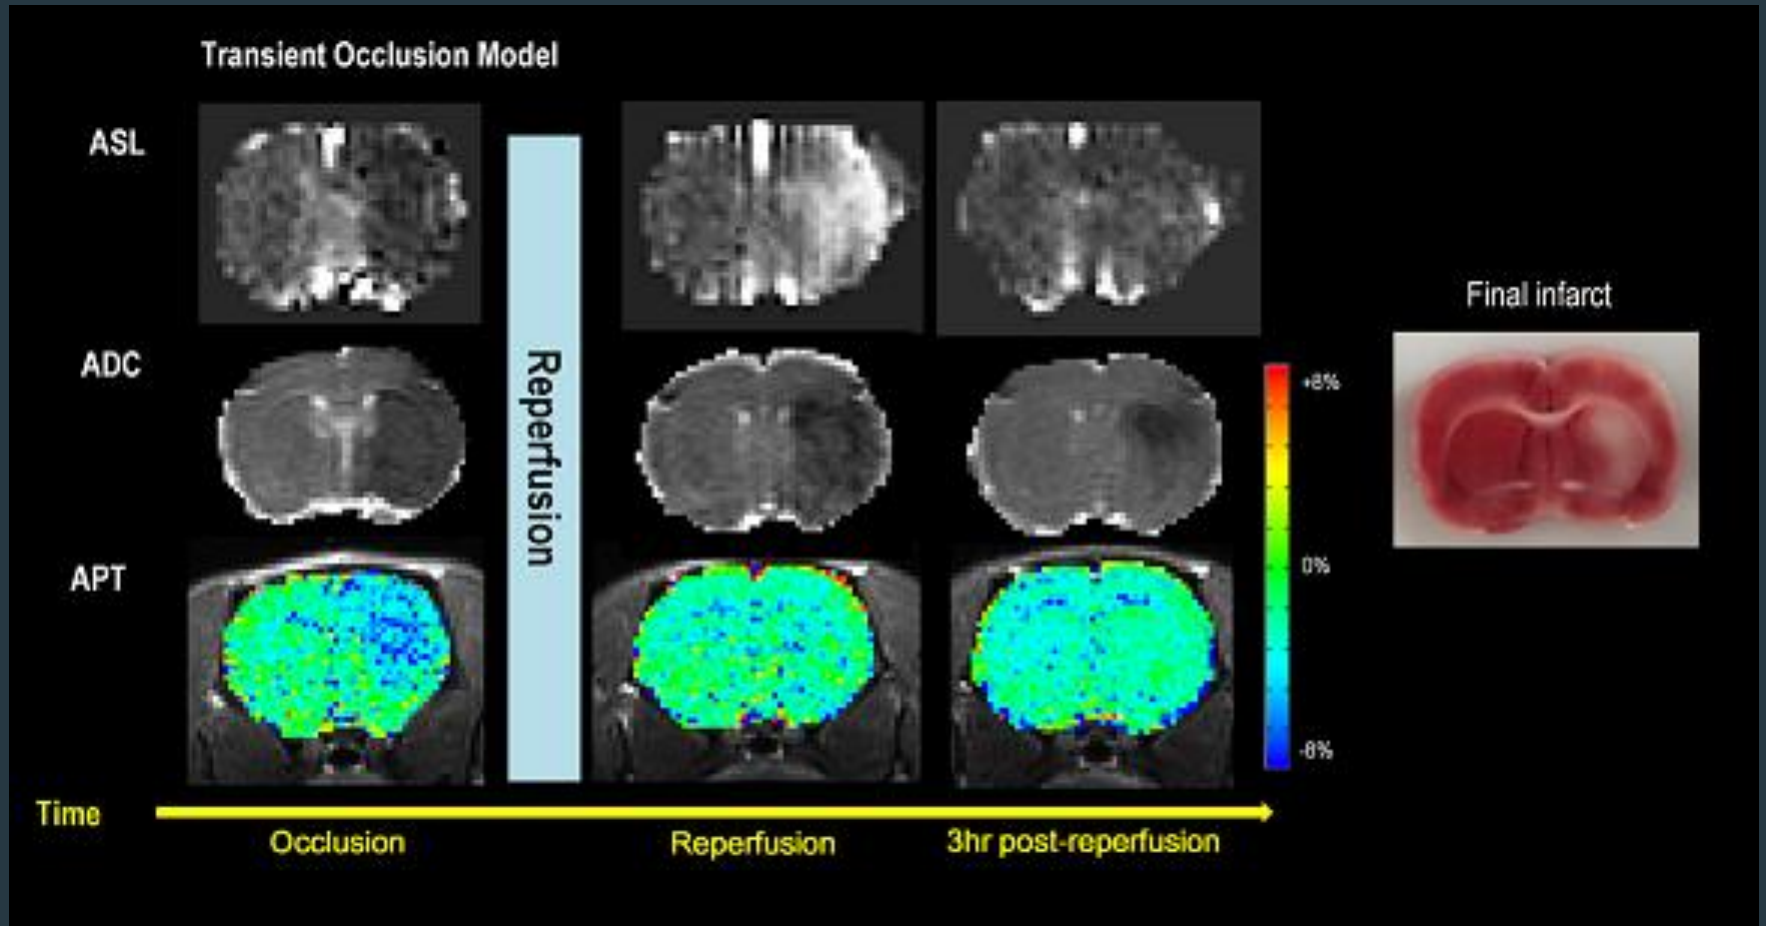 Transient Occlusion Model
ASL
ADC
APT
Reperfusion
+8%
0%
-8%
Final infarct
Time
Occlusion
Reperfusion
3hr post-reperfusion